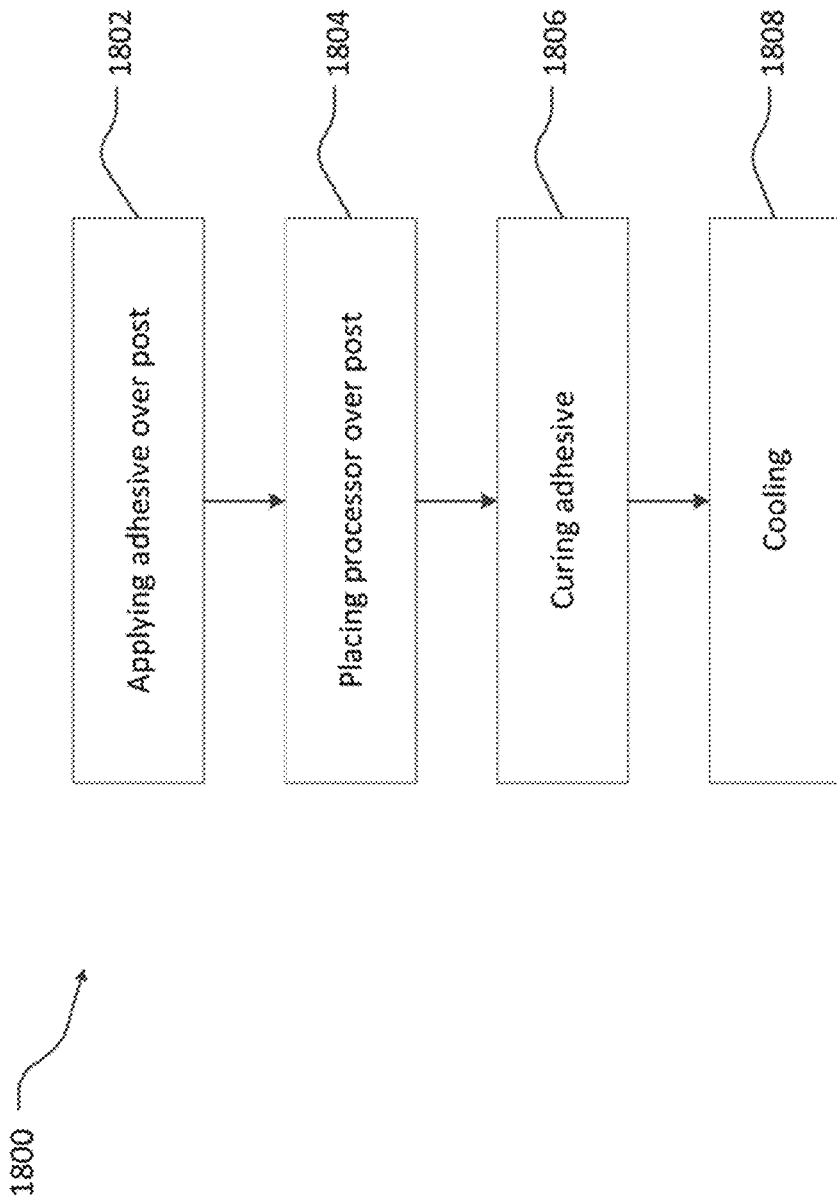 1800
Applying adhesive over post
1802
Placing processor over post
1804
Curing adhesive
1806
Cooling
1808